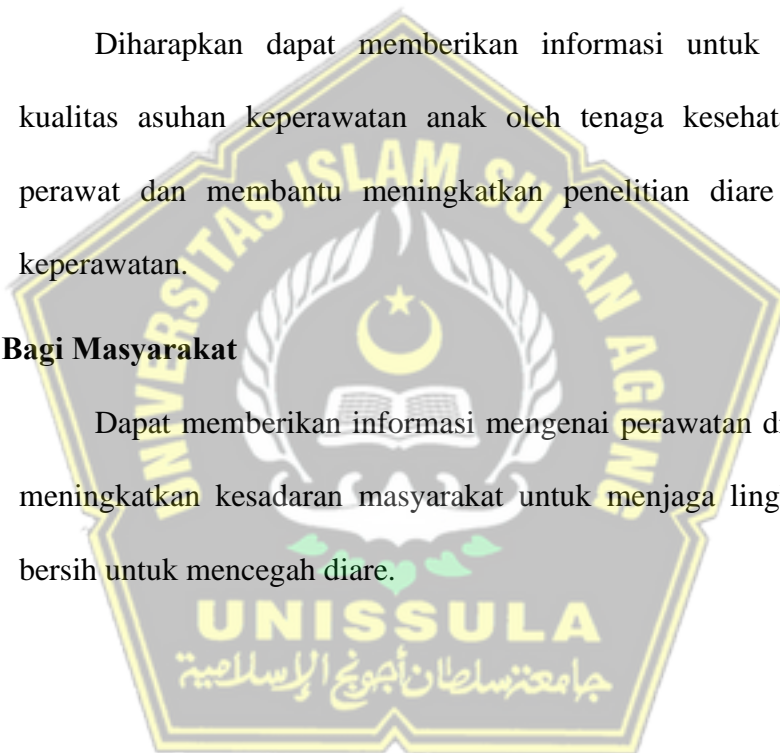 Diharapkan dapat memberikan informasi untuk
kualitas asuhan keperawatan anak oleh tenaga kesehat
perawat dan membantu meningkatkan penelitian diare
keperawatan.
Bagi Masyarakat
Dapat memberikan informasi mengenai perawatan di
meningkatkan kesadaran masyarakat untuk menjaga ling
bersih untuk mencegah diare.
UNIVERSITAS ISLAM SULTAN AGUNG
UNISSULA
جامعة سلطان أجونج الإسلامية